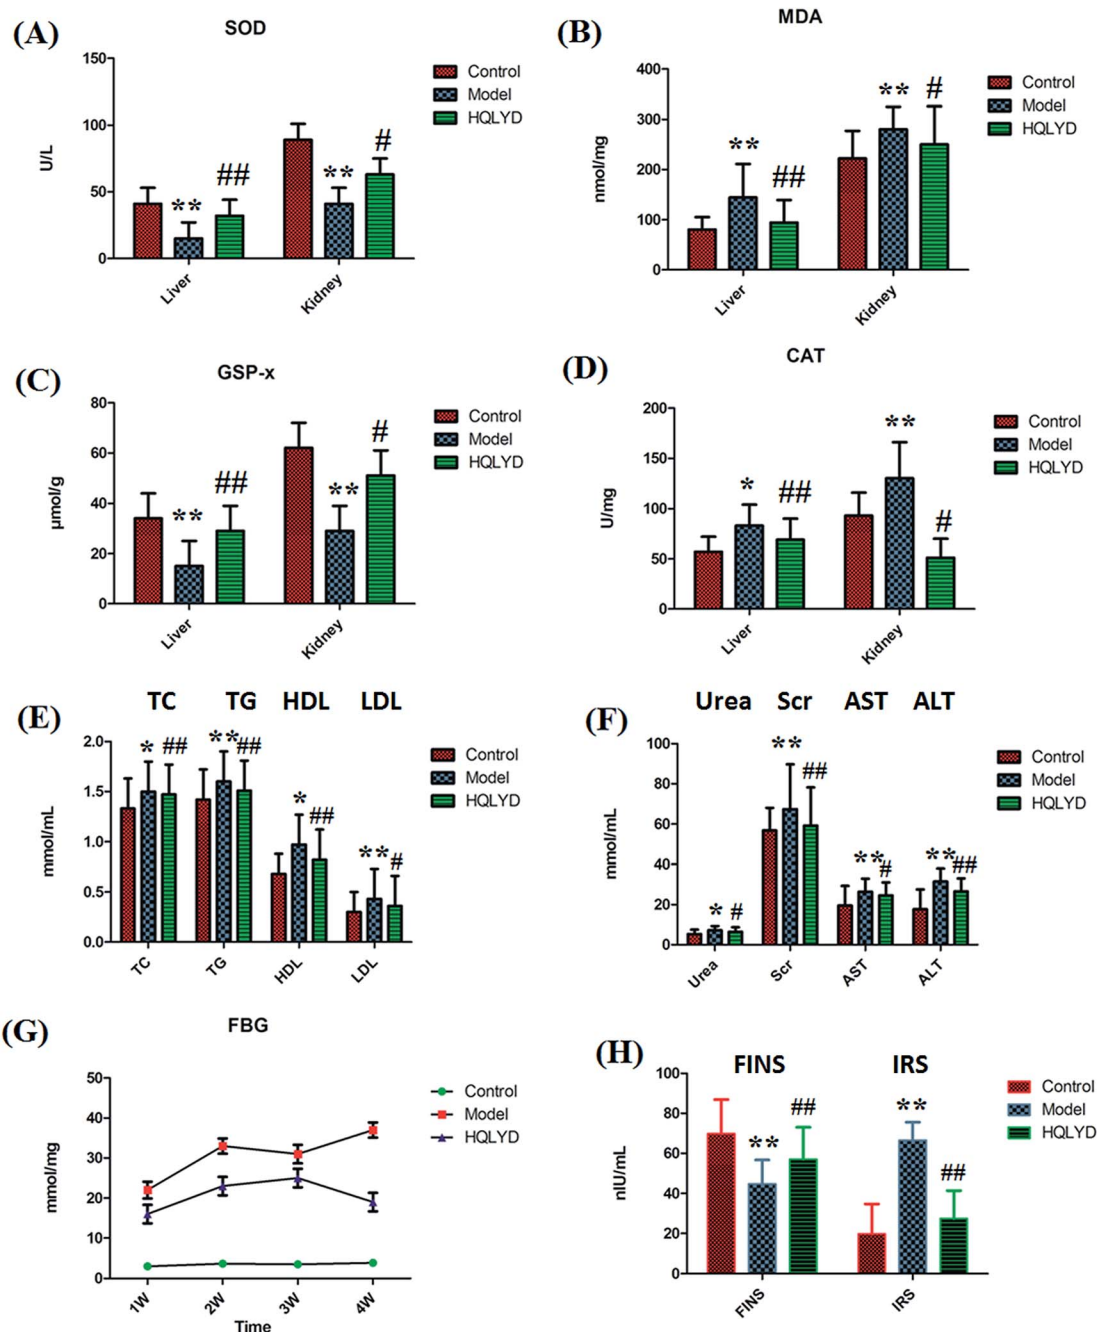 (A)
SOD
150
100
50
0
U/L
**
##
**
#
Liver
Kidney
Control
Model
HQLYD
(B)
MDA
400
300
200
100
0
nmol/mg
**
##
**
#
Liver
Kidney
Control
Model
HQLYD
(C)
GSP-x
80
60
40
20
0
μmol/g
**
##
**
#
Liver
Kidney
Control
Model
HQLYD
(D)
CAT
200
150
100
50
0
U/mg
*
##
**
#
Liver
Kidney
Control
Model
HQLYD
(E)
TC TG HDL LDL
2.0
1.5
1.0
0.5
0.0
mmol/mL
* ## ** ## * ## ** #
TC TG HDL LDL
Control
Model
HQLYD
(F)
Urea Scr AST ALT
100
80
60
40
20
0
mmol/mL
* # ** ## ** # ** ##
Urea Scr AST ALT
Control
Model
HQLYD
(G)
FBG
50
40
30
20
10
0
mmol/mg
1W 2W 3W 4W
Time
Control
Model
HQLYD
(H)
FINS IRS
100
80
60
40
20
0
nIU/mL
** ## ** ##
FINS IRS
Control
Model
HQLYD